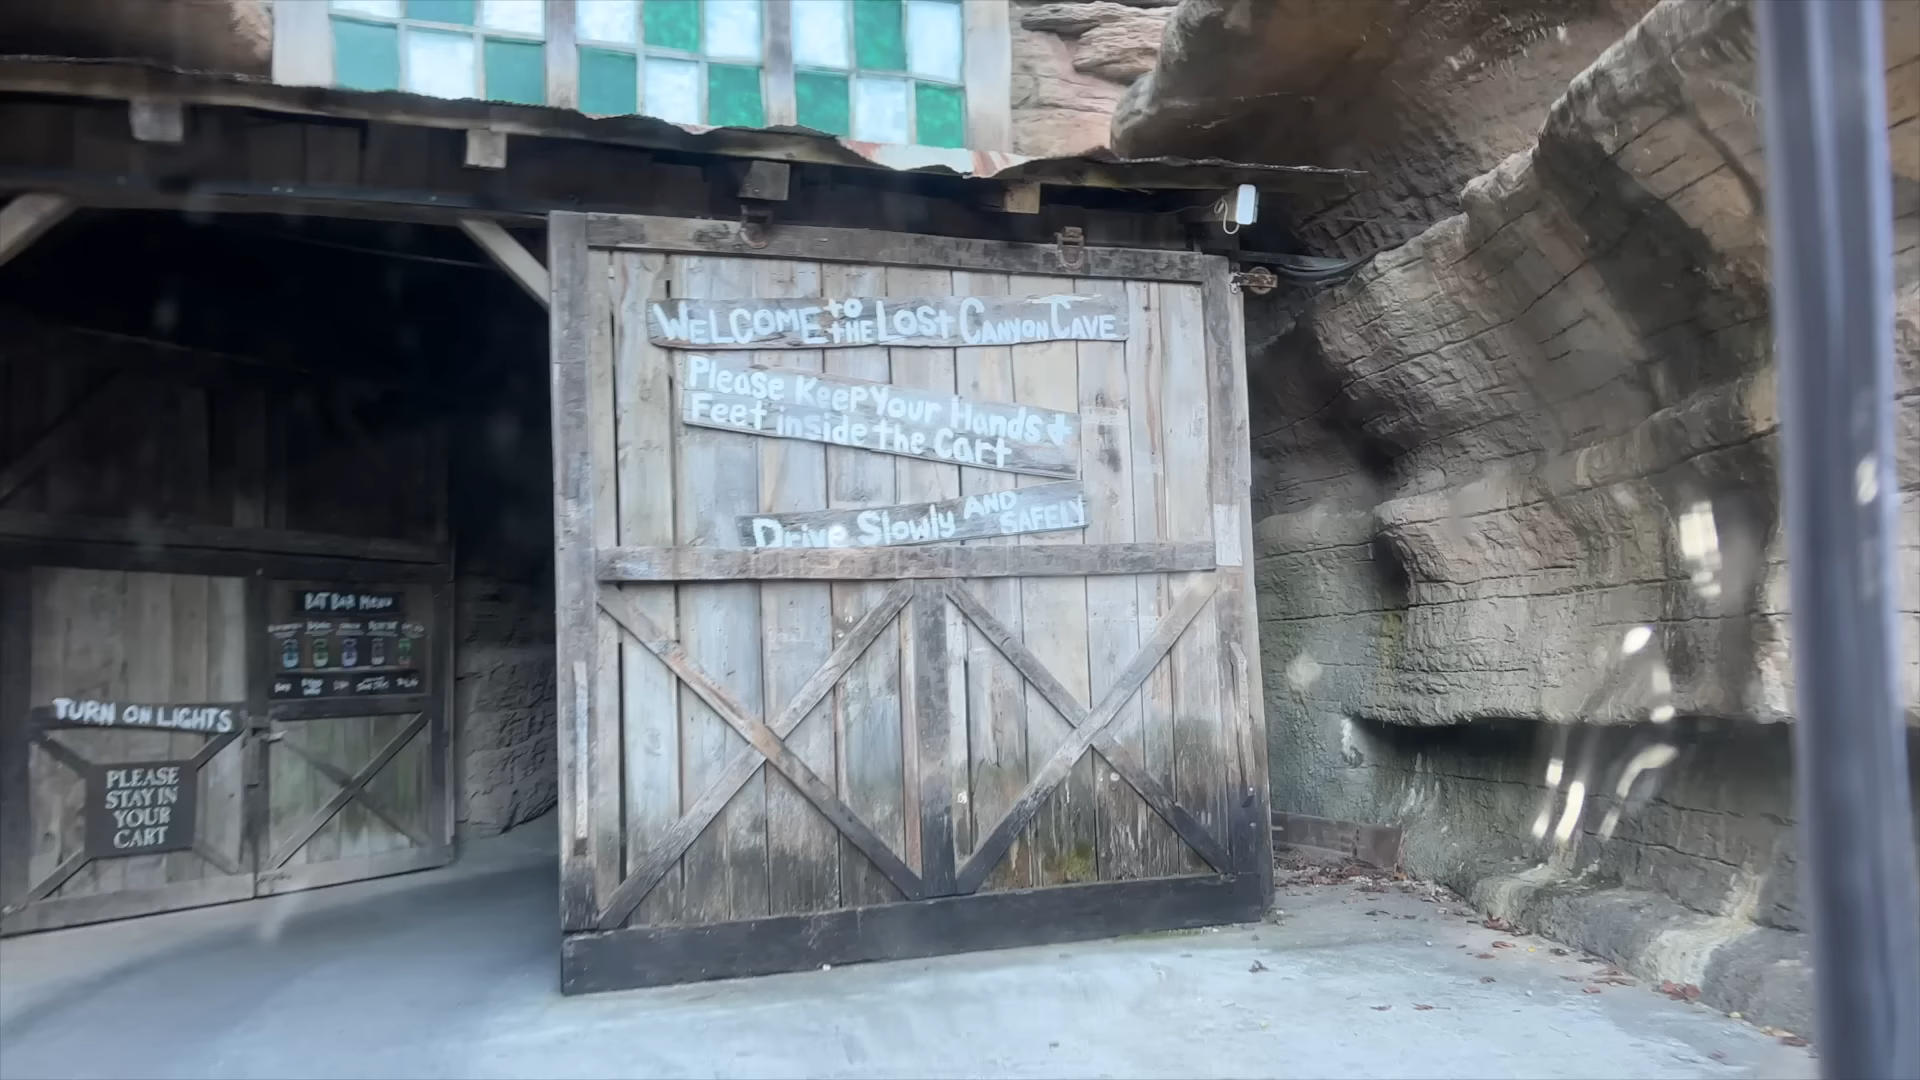 WELCOME to the LOSt CANYON CAVE
Please Keep Your Hands &
Feet inside the Cart
Drive Slowly AND SAFELY
BAT BAR MENU
TURN ON LIGHTS
PLEASE
STAY IN
YOUR
CART